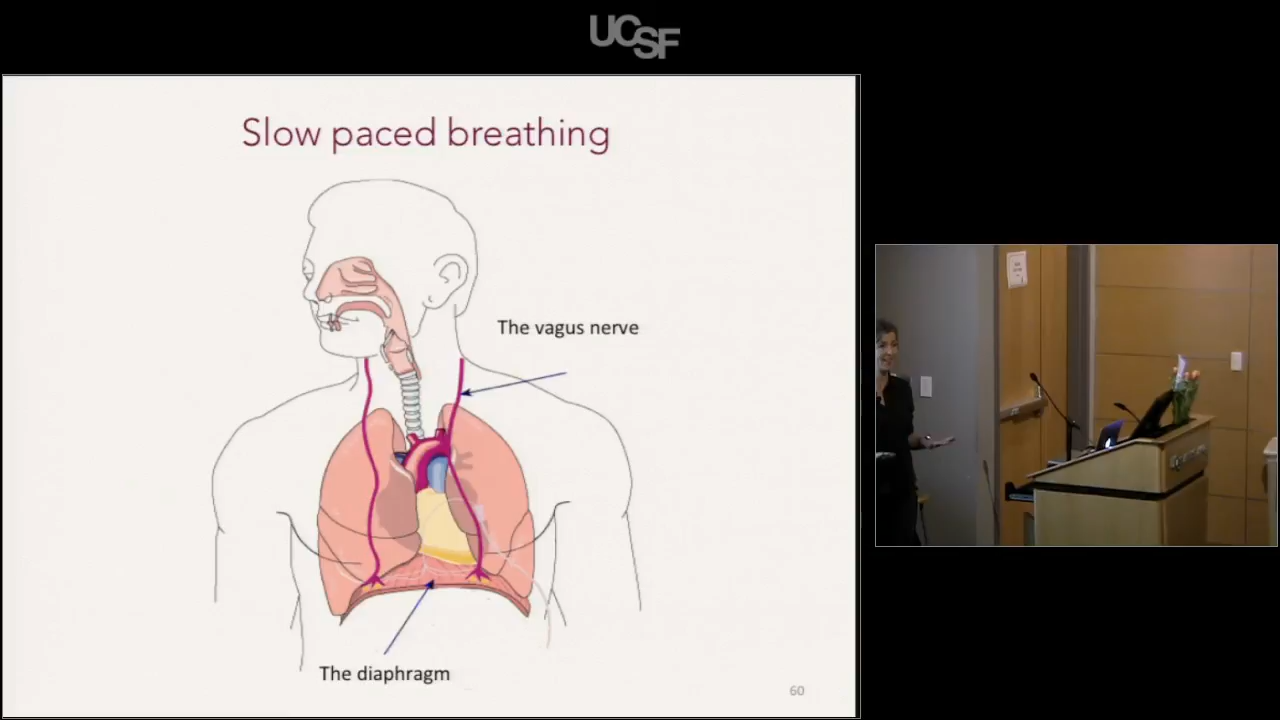 UCSF
Slow paced breathing
The vagus nerve
The diaphragm
60